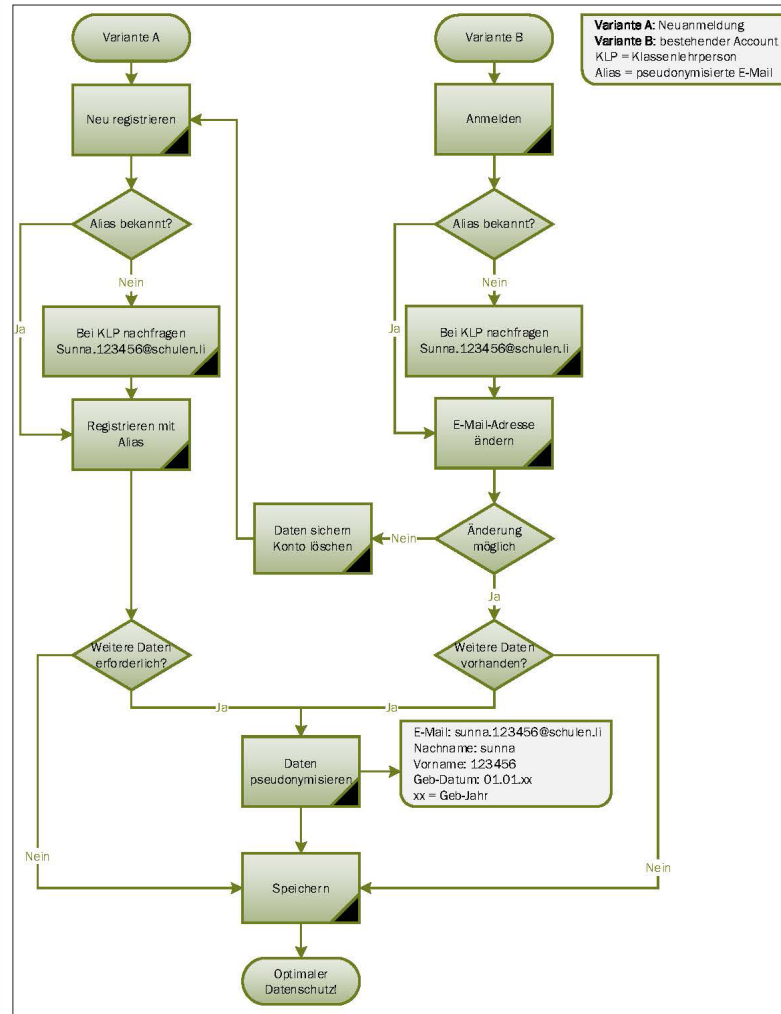 Variante A
Variante B
Variante A: Neuanmeldung
Variante B: bestehender Account
KLP = Klassenlehrperson
Alias = pseudonymisierte E-Mail
Neu registrieren
Anmelden
Alias bekannt?
Alias bekannt?
Nein
Nein
Ja
Ja
Bei KLP nachfragen
Sunna.123456@schulen.li
Bei KLP nachfragen
Sunna.123456@schulen.li
Registrieren mit
Alias
E-Mail-Adresse
ändern
Daten sichern
Konto löschen
Nein
Änderung
möglich
Ja
Weitere Daten
erforderlich?
Weitere Daten
vorhanden?
Ja
Ja
Daten
pseudonymisieren
E-Mail: sunna.123456@schulen.li
Nachname: sunna
Vorname: 123456
Geb-Datum: 01.01.xx
xx = Geb-Jahr
Nein
Nein
Speichern
Optimaler
Datenschutz!